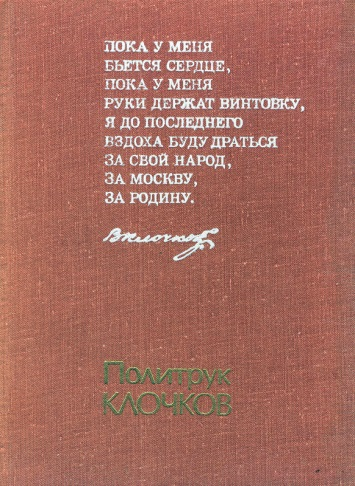 ПОКА У МЕНЯ
БЬЕТСЯ СЕРДЦЕ,
ПОКА У МЕНЯ
РУКИ ДЕРЖАТ ВИНТОВКУ,
Я ДО ПОСЛЕДНЕГО
ВЗДОХА БУДУ ДРАТЬСЯ
ЗА СВОЙ НАРОД,
ЗА МОСКВУ,
ЗА РОДИНУ.
ВКлочков
Политрук
КЛОЧКОВ